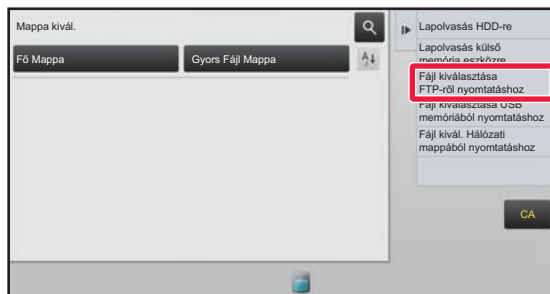 Mappa kivál.
Fő Mappa
Gyors Fájl Mappa
Lapolvasás HDD-re
Lapolvasás külső
memória eszközre
Fájl kiválasztása
FTP-ről nyomtatáshoz
Fájl kiválasztása USB
memóriából nyomtatáshoz
Fájl kivál. Hálózati
mappából nyomtatáshoz
CA